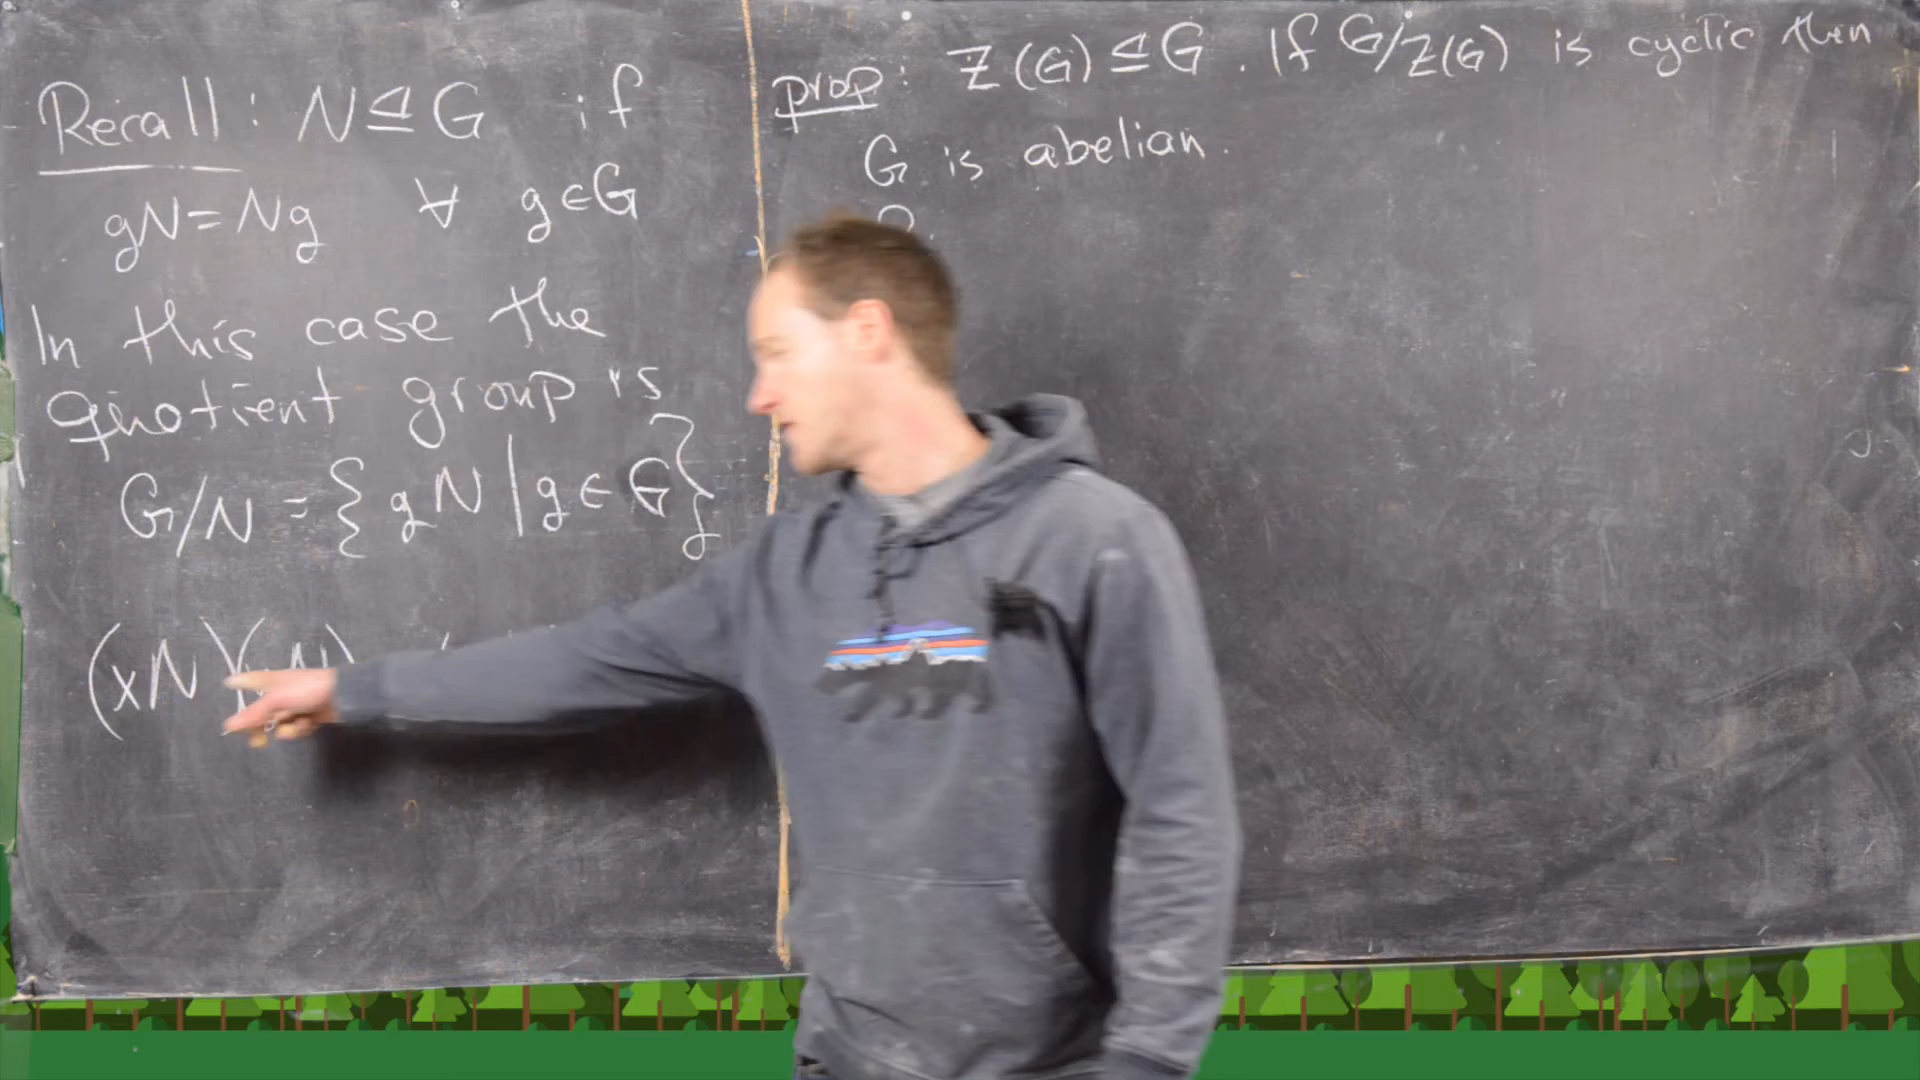 Recall: N ⊴ G if
gN = Ng ∀ g ∈ G
In this case the
quotient group is
G/N = { gN | g ∈ G }
(xN)(yN)
prop: Z(G) ⊴ G. If G/Z(G) is cyclic then
G is abelian.